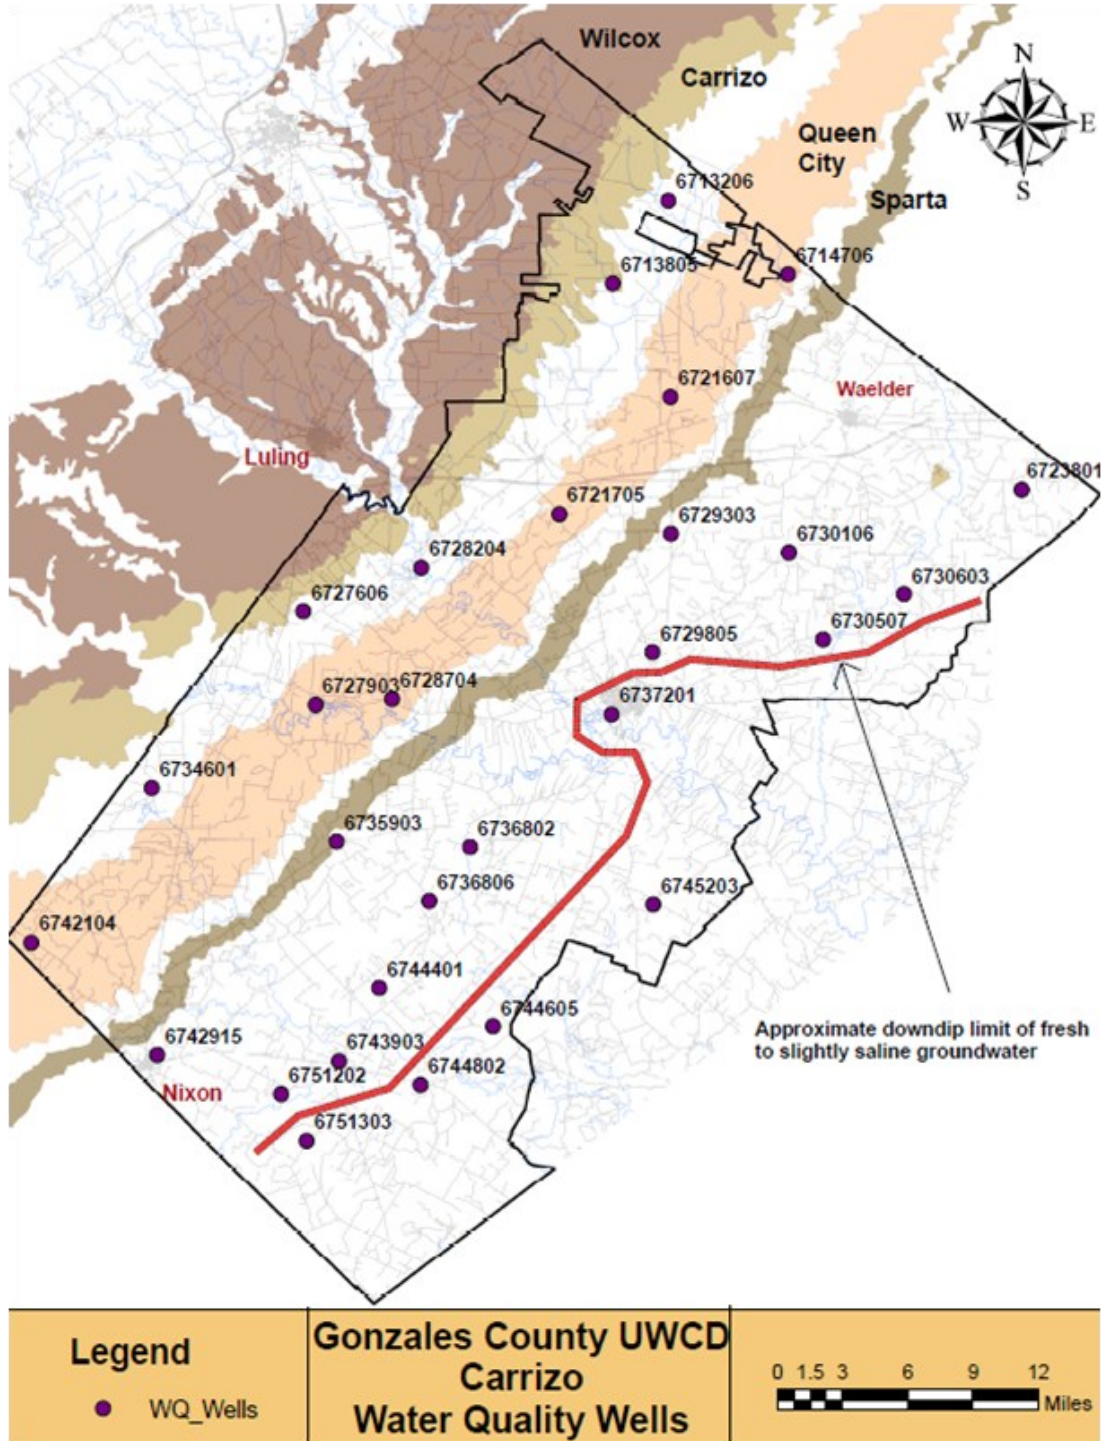 Wilcox
Carrizo
N
W
E
S
Queen
City
Sparta
6713206
6714706
6713805
6721607
Waelder
Luling
6723801
6721705
6729303
6730106
6728204
6727606
6730603
6730507
6729805
6727903
6728704
6737201
6734601
6735903
6736802
6736806
6745203
6742104
6744401
6744605
Approximate downdip limit of fresh
to slightly saline groundwater
6742915
6743903
6744802
6751202
Nixon
6751303
Legend
WQ_Wells
Gonzales County UWCD
Carrizo
Water Quality Wells
0 1.5 3 6 9 12
Miles